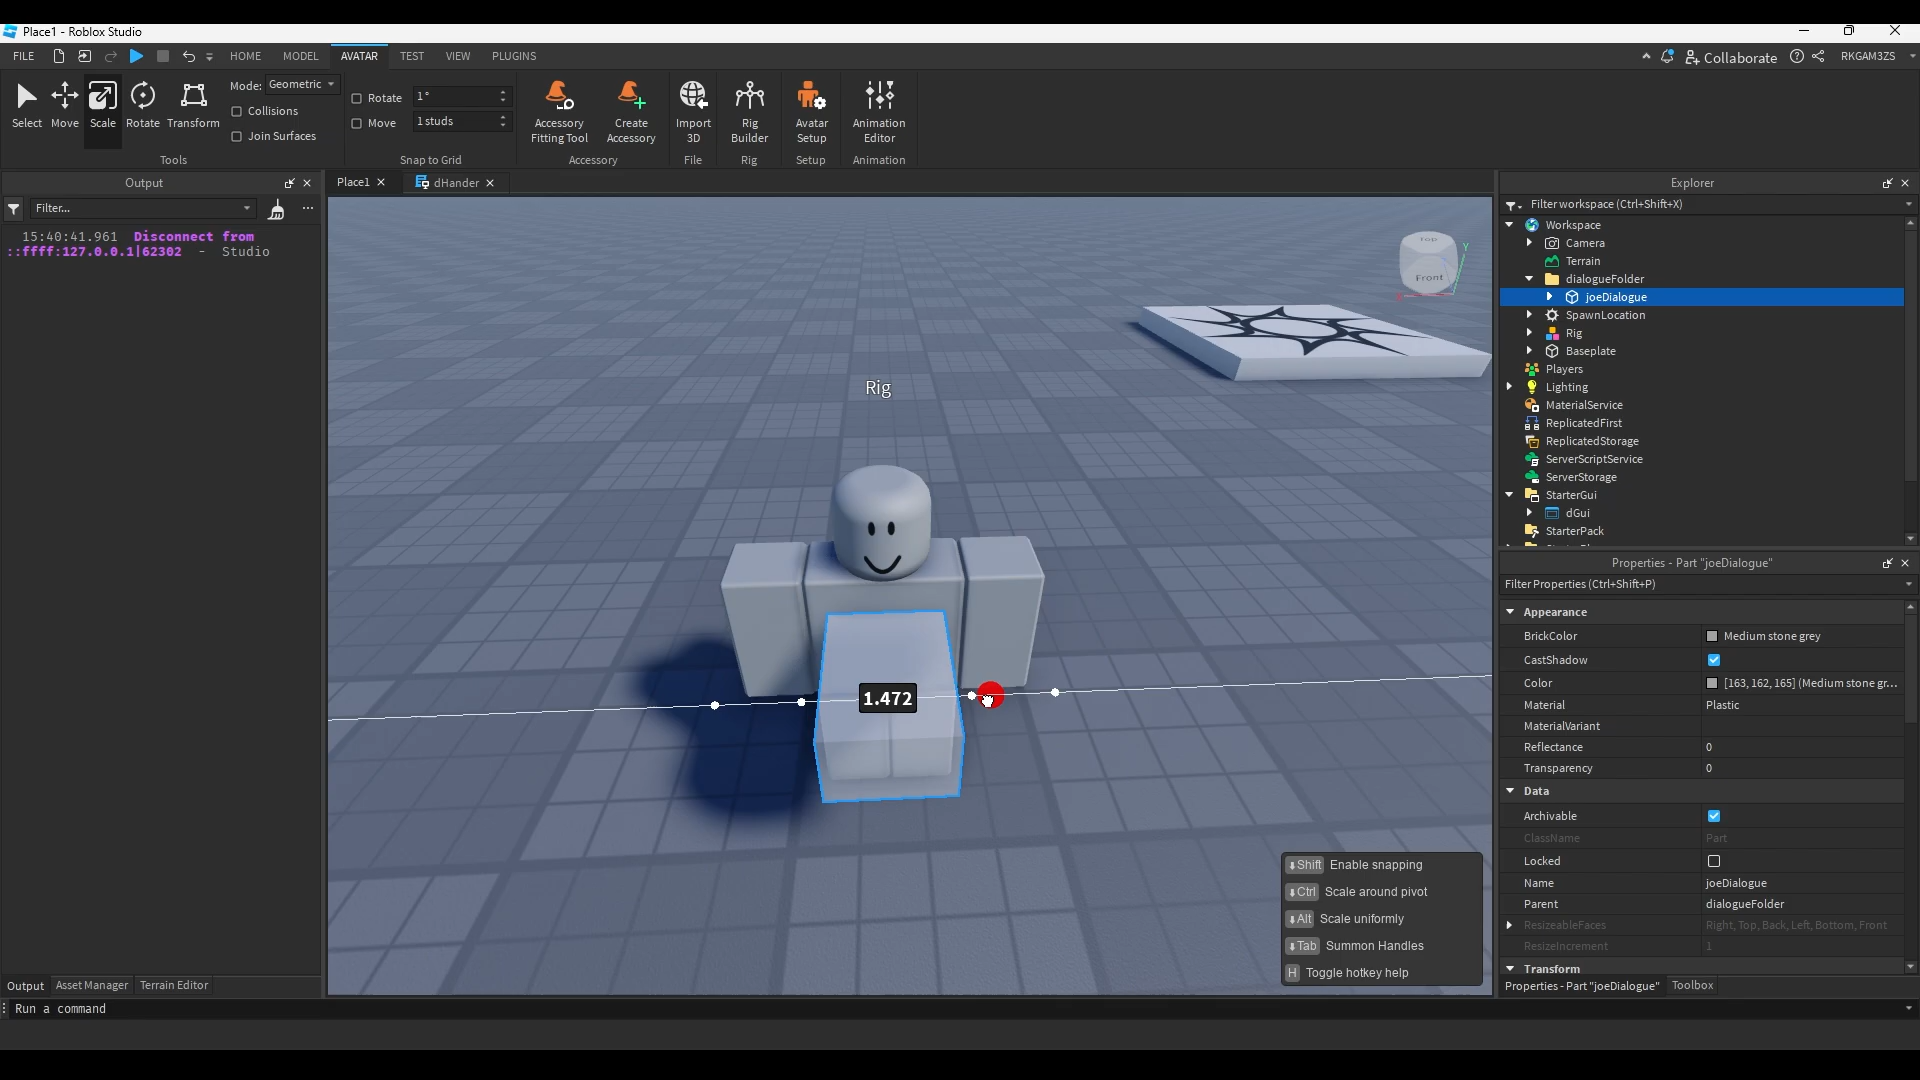 Place1 - Roblox Studio
FILE HOME MODEL AVATAR TEST VIEW PLUGINS Collaborate RKGAM3ZS
Select Move Scale Rotate Transform
Mode: Geometric
Collisions
Join Surfaces
Tools
Rotate 1°
Move 1 studs
Snap to Grid
Accessory
Fitting Tool
Create
Accessory
Accessory
Import
3D
File
Rig
Builder
Rig
Avatar
Setup
Setup
Animation
Editor
Animation
Output
Filter...
15:40:41.961 Disconnect from
::ffff:127.0.0.1|62302 - Studio
Output Asset Manager Terrain Editor
Run a command
Place1 dHander
Top
Front
Y
Rig
1.472
Shift Enable snapping
Ctrl Scale around pivot
Alt Scale uniformly
Tab Summon Handles
H Toggle hotkey help
Explorer
Filter workspace (Ctrl+Shift+X)
Workspace
Camera
Terrain
dialogueFolder
joeDialogue
SpawnLocation
Rig
Baseplate
Players
Lighting
MaterialService
ReplicatedFirst
ReplicatedStorage
ServerScriptService
ServerStorage
StarterGui
dGui
StarterPack
Properties - Part "joeDialogue"
Filter Properties (Ctrl+Shift+P)
Appearance
BrickColor Medium stone grey
CastShadow
Color [163, 162, 165] (Medium stone gr...
Material Plastic
MaterialVariant
Reflectance 0
Transparency 0
Data
Archivable
ClassName Part
Locked
Name joeDialogue
Parent dialogueFolder
ResizeableFaces Right, Top, Back, Left, Bottom, Front
ResizeIncrement 1
Transform
Properties - Part "joeDialogue" Toolbox